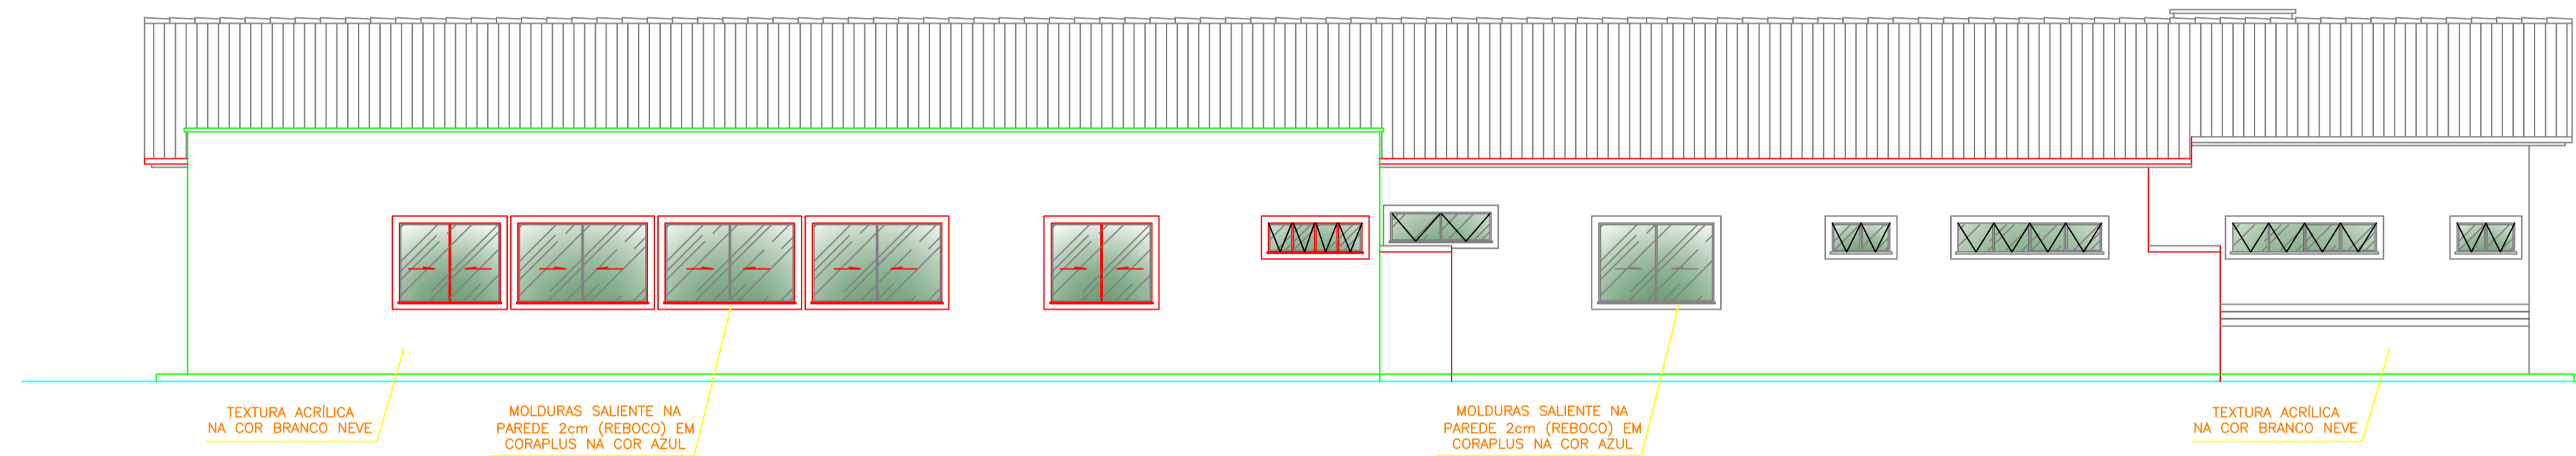 TEXTURA ACRÍLICA
NA COR BRANCO NEVE
MOLDURAS SALIENTE NA
PAREDE 2cm (REBOCO) EM
CORAPLUS NA COR AZUL
MOLDURAS SALIENTE NA
PAREDE 2cm (REBOCO) EM
CORAPLUS NA COR AZUL
TEXTURA ACRÍLICA
NA COR BRANCO NEVE